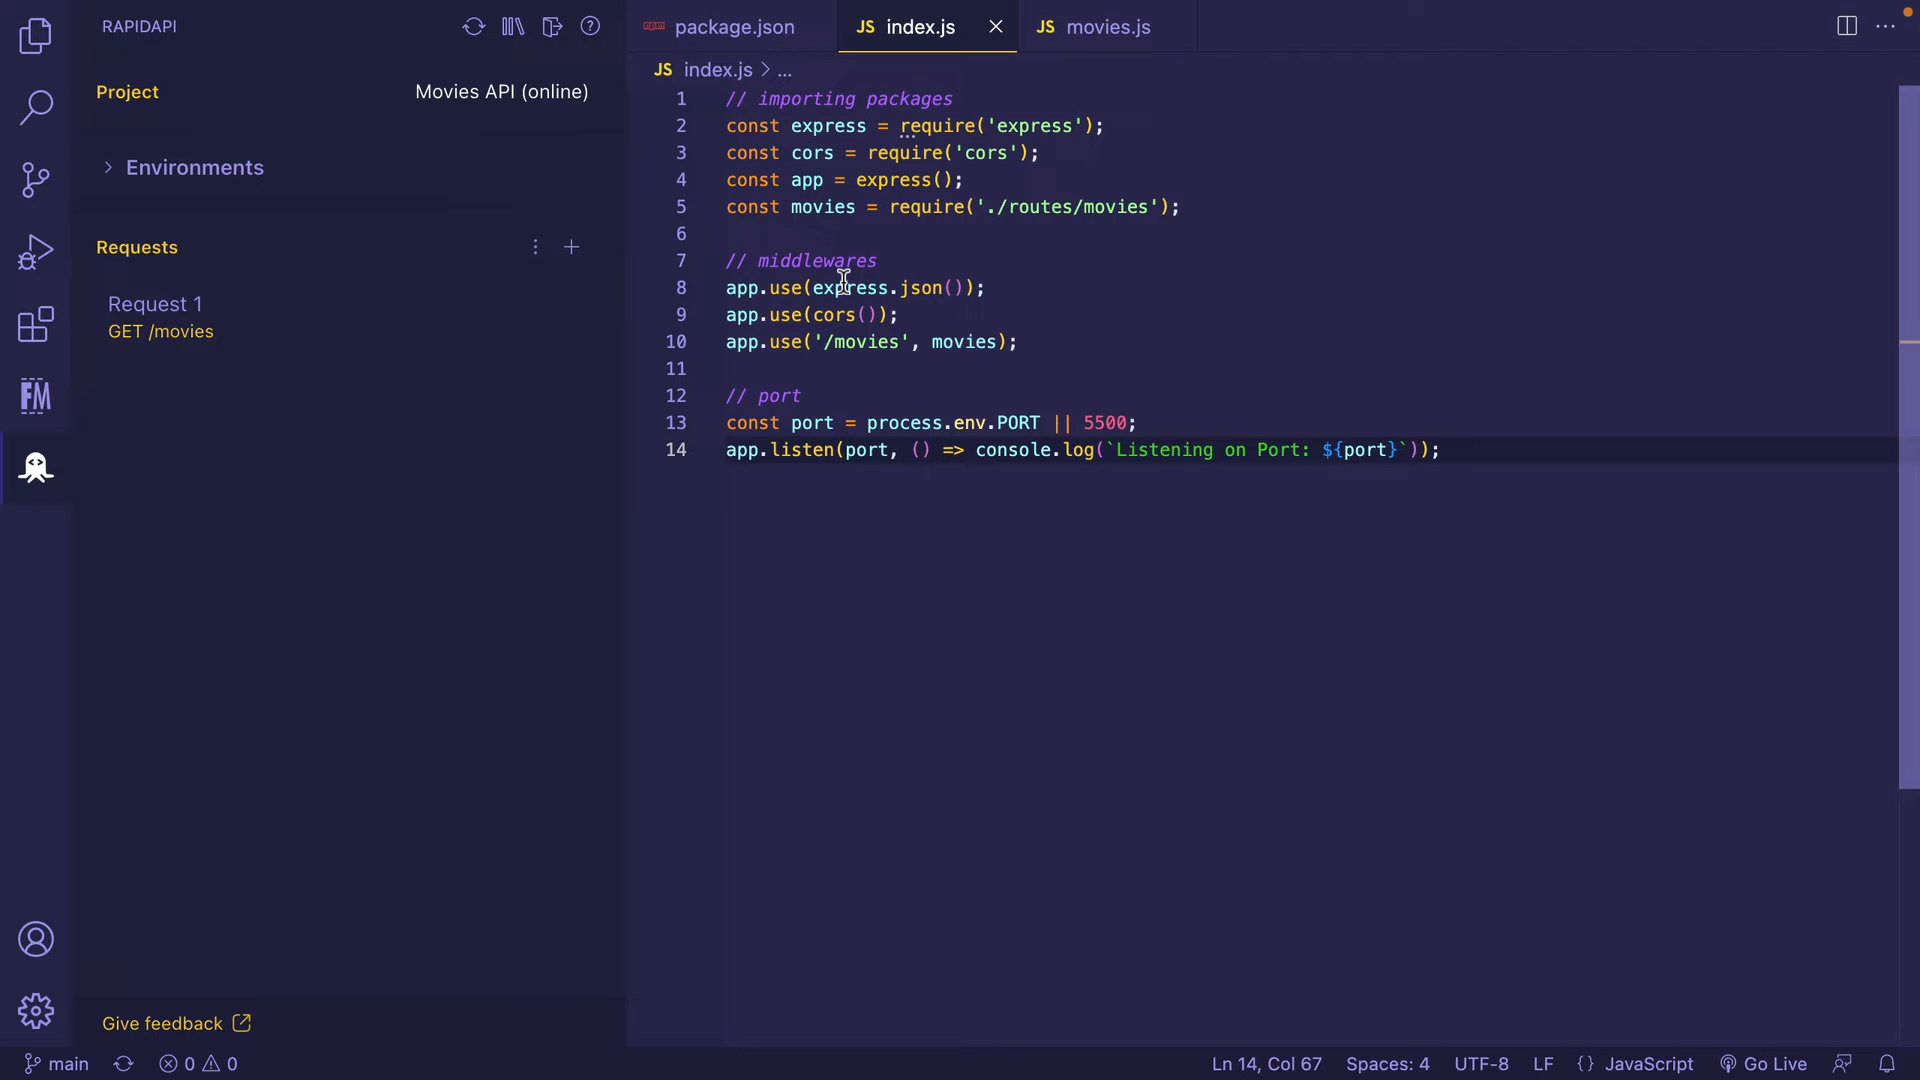 RAPIDAPI
Project
Movies API (online)
Environments
Requests
Request 1
GET /movies
FM
Give feedback
package.json
JS index.js
JS movies.js
JS index.js > ...
1 // importing packages
2 const express = require('express');
3 const cors = require('cors');
4 const app = express();
5 const movies = require('./routes/movies');
6
7 // middlewares
8 app.use(express.json());
9 app.use(cors());
10 app.use('/movies', movies);
11
12 // port
13 const port = process.env.PORT || 5500;
14 app.listen(port, () => console.log(`Listening on Port: ${port}`));
main
0
0
Ln 14, Col 67
Spaces: 4
UTF-8
LF
{} JavaScript
Go Live